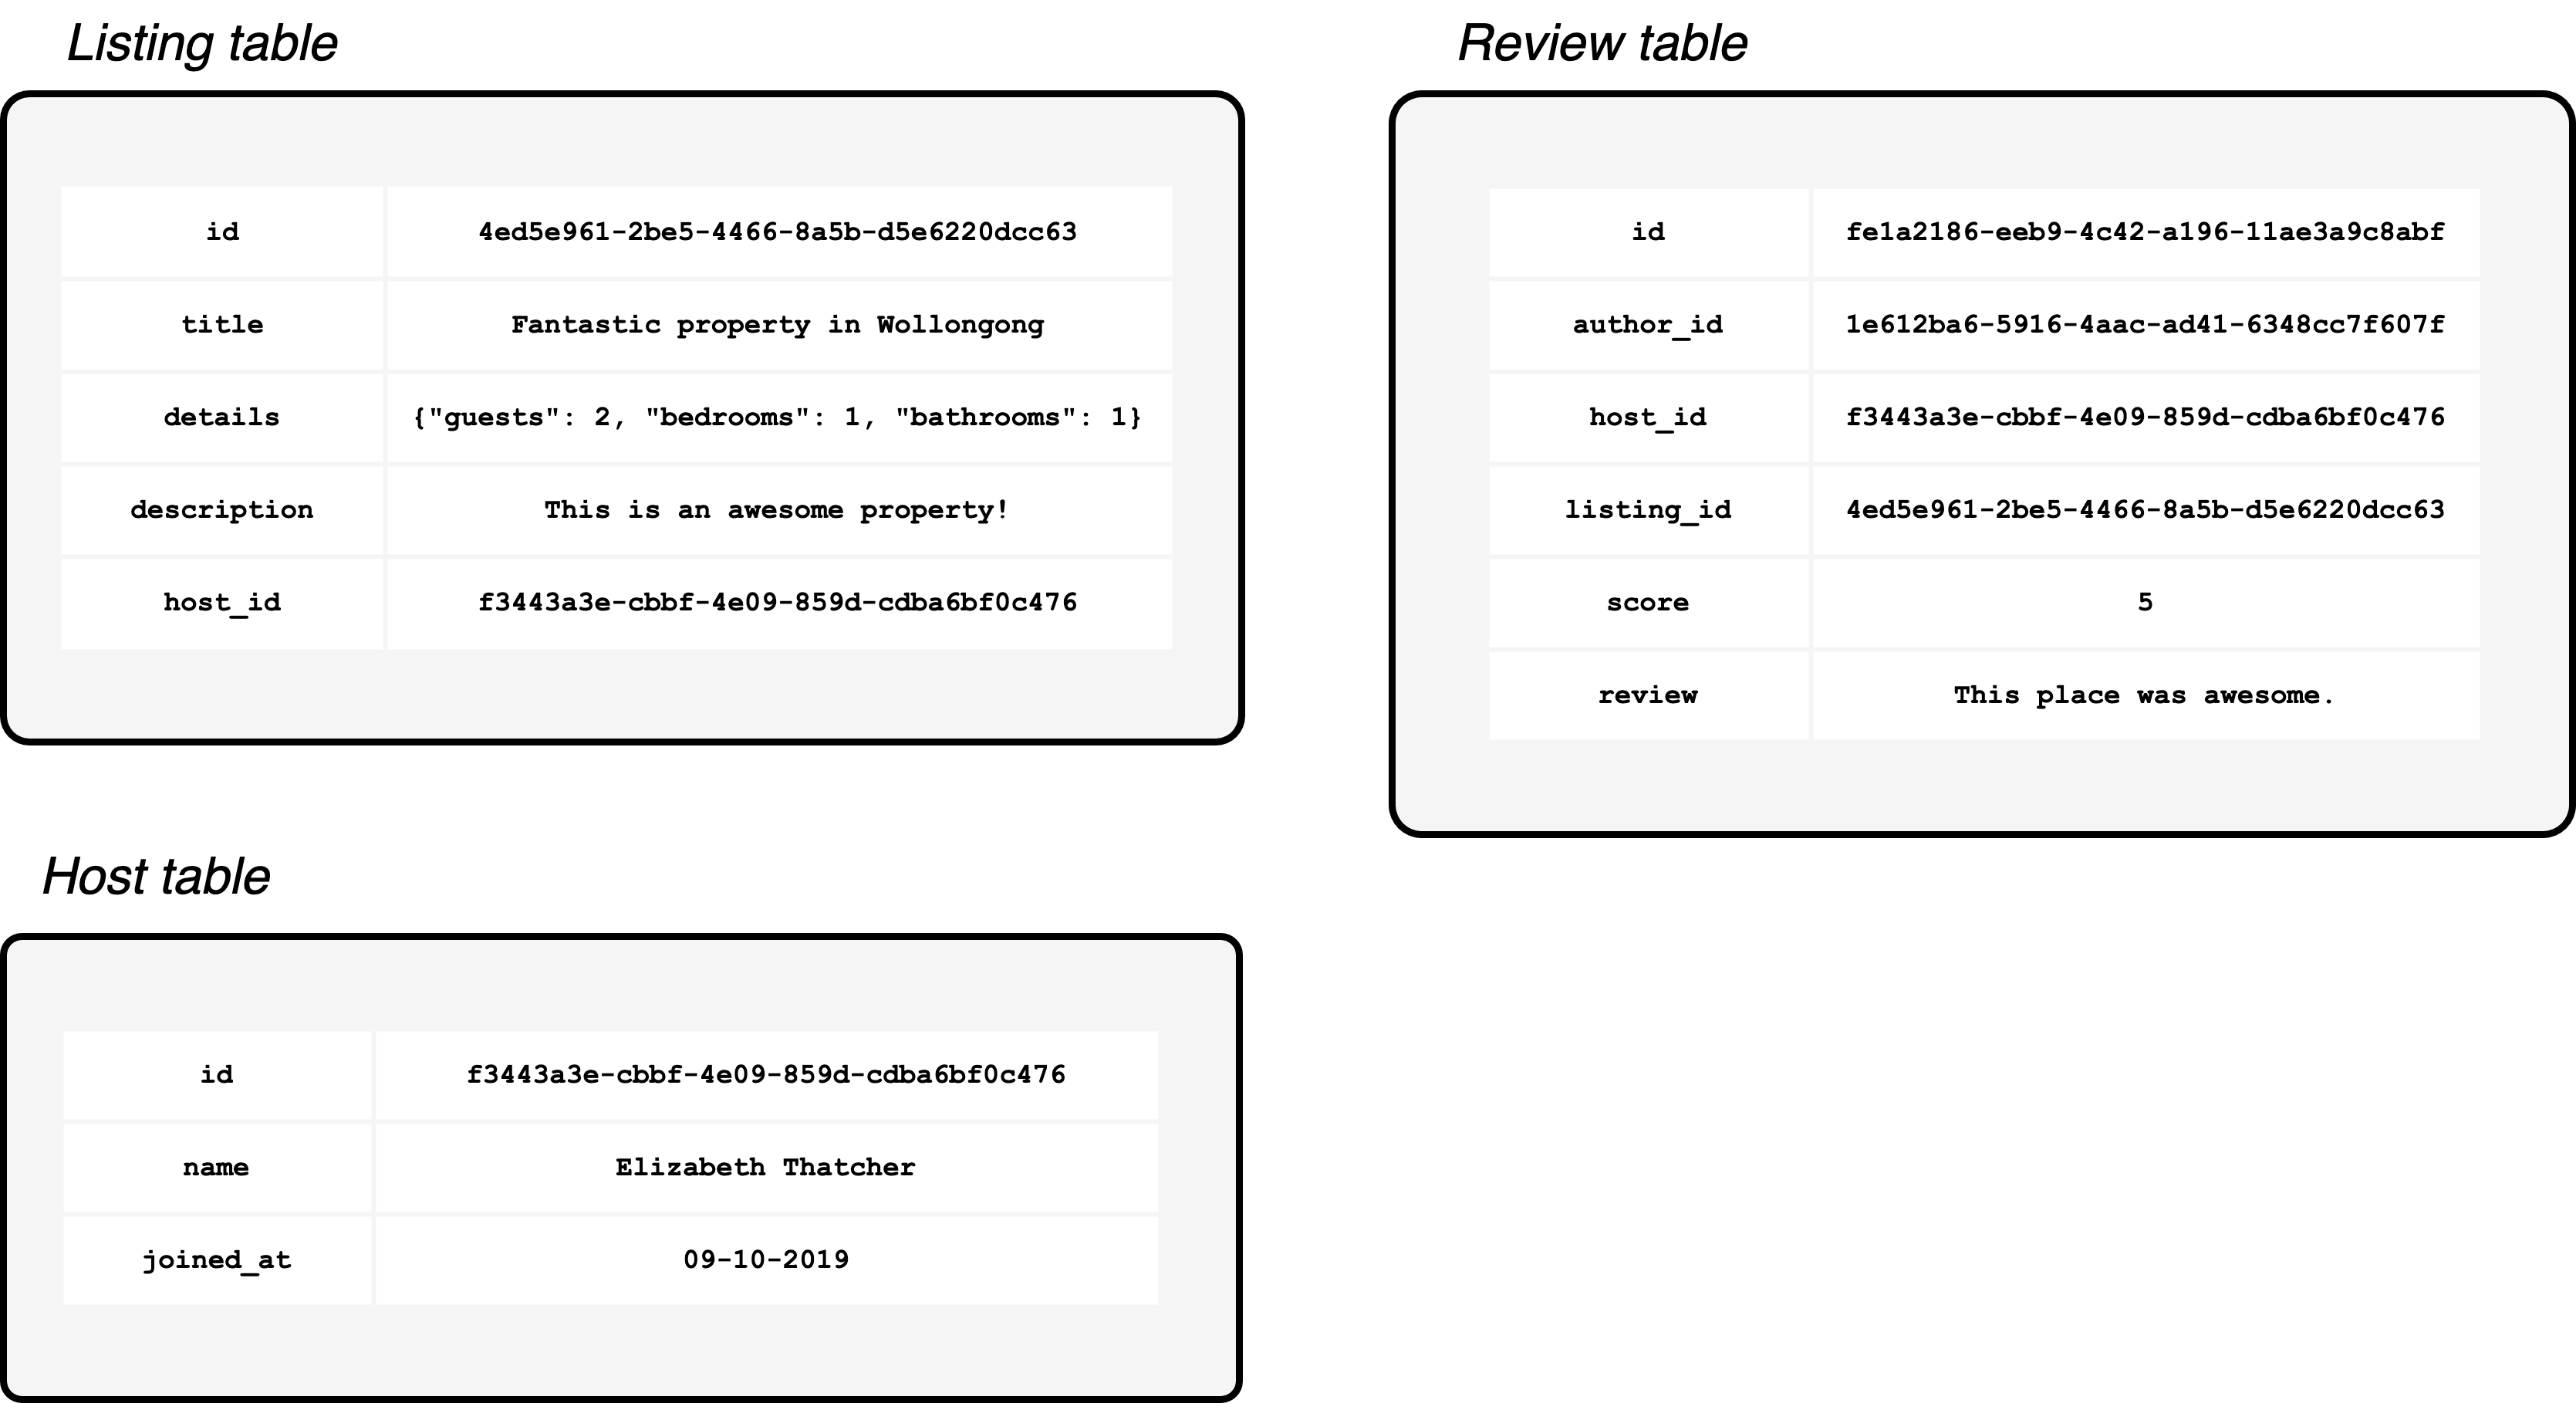 Listing table
id 4ed5e961-2be5-4466-8a5b-d5e6220dcc63
title Fantastic property in Wollongong
details {"guests": 2, "bedrooms": 1, "bathrooms": 1}
description This is an awesome property!
host_id f3443a3e-cbbf-4e09-859d-cdba6bf0c476
Review table
id fe1a2186-eeb9-4c42-a196-11ae3a9c8abf
author_id 1e612ba6-5916-4aac-ad41-6348cc7f607f
host_id f3443a3e-cbbf-4e09-859d-cdba6bf0c476
listing_id 4ed5e961-2be5-4466-8a5b-d5e6220dcc63
score 5
review This place was awesome.
Host table
id f3443a3e-cbbf-4e09-859d-cdba6bf0c476
name Elizabeth Thatcher
joined_at 09-10-2019